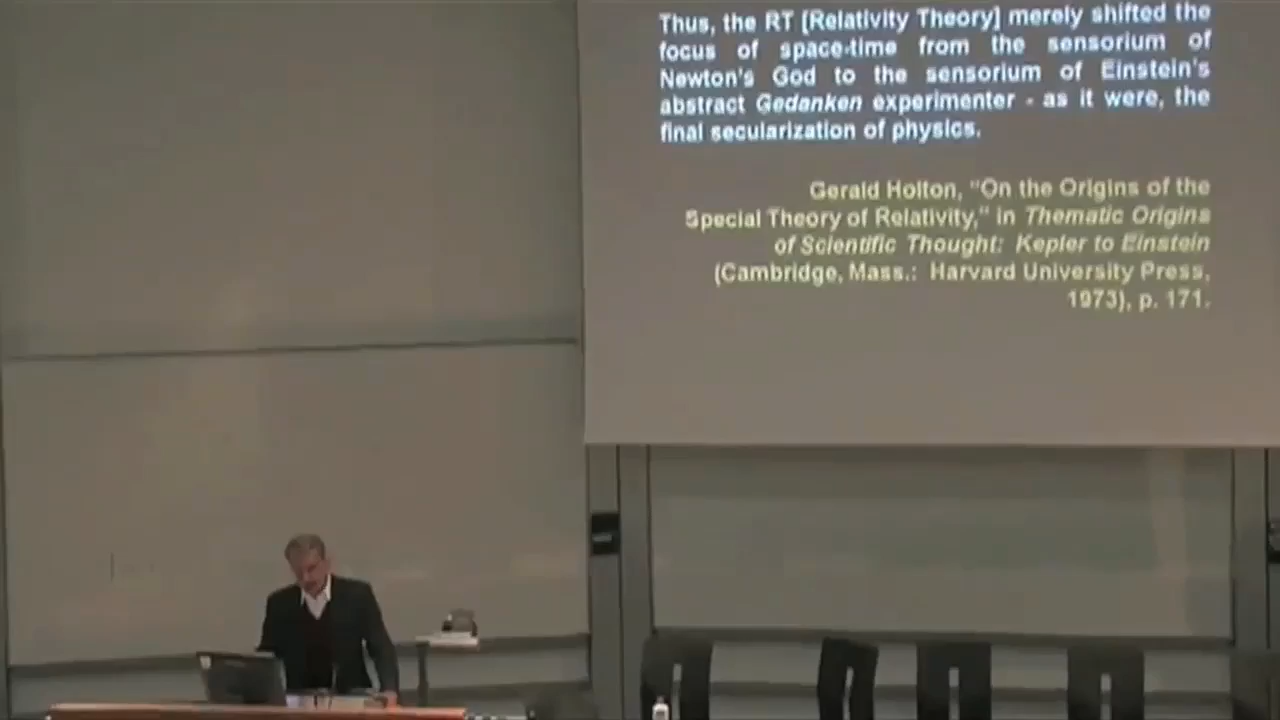 Thus, the RT [Relativity Theory] merely shifted the
focus of space-time from the sensorium of
Newton's God to the sensorium of Einstein's
abstract Gedanken experimenter - as it were, the
final secularization of physics.
Gerald Holton, "On the Origins of the
Special Theory of Relativity," in Thematic Origins
of Scientific Thought: Kepler to Einstein
(Cambridge, Mass.: Harvard University Press,
1973), p. 171.